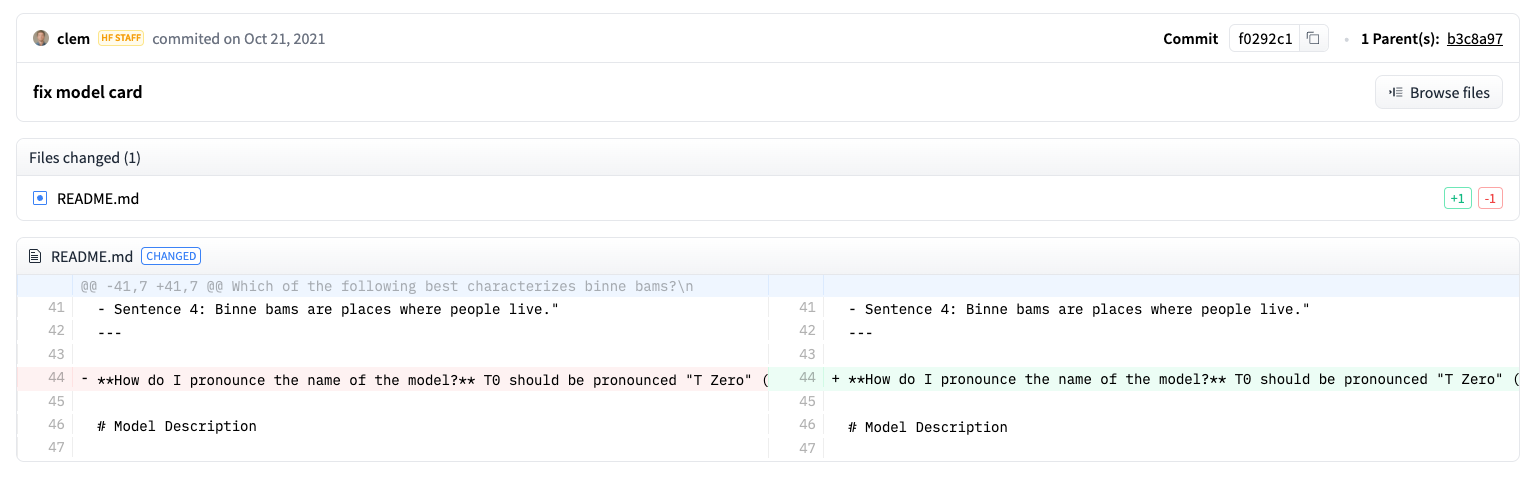 clem HF STAFF commited on Oct 21, 2021 Commit f0292c1 • 1 Parent(s): b3c8a97
fix model card Browse files
Files changed (1)
README.md +1 -1
README.md CHANGED
@@ -41,7 +41,7 @@ Which of the following best characterizes binne bams?\n
41 - Sentence 4: Binne bams are places where people live." 41 - Sentence 4: Binne bams are places where people live."
42 --- 42 ---
43 43
44 - **How do I pronounce the name of the model?** T0 should be pronounced "T Zero" ( 44 + **How do I pronounce the name of the model?** T0 should be pronounced "T Zero" (
45 45
46 # Model Description 46 # Model Description
47 47